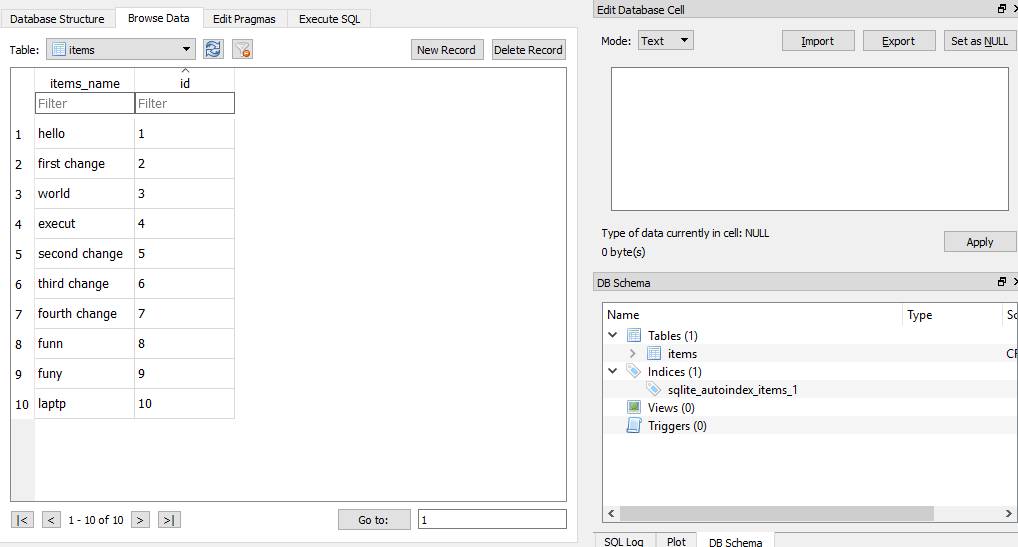 Database Structure Browse Data Edit Pragmas Execute SQL
Table: items New Record Delete Record
items_name id
Filter Filter
1 hello 1
2 first change 2
3 world 3
4 execut 4
5 second change 5
6 third change 6
7 fourth change 7
8 funn 8
9 funy 9
10 laptp 10
|< < 1 - 10 of 10 > >| Go to: 1
Edit Database Cell
Mode: Text Import Export Set as NULL
Type of data currently in cell: NULL
0 byte(s)
Apply
DB Schema
Name Type Sc
Tables (1)
items CF
Indices (1)
sqlite_autoindex_items_1
Views (0)
Triggers (0)
SQL Log Plot DB Schema